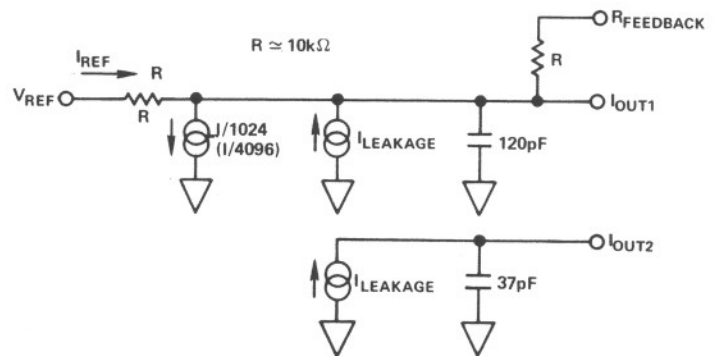 RFEEDBACK
R ≃ 10kΩ
IREF
R
R
VREF
R
IOUT1
I/1024
(I/4096)
ILEAKAGE
120pF
IOUT2
ILEAKAGE
37pF